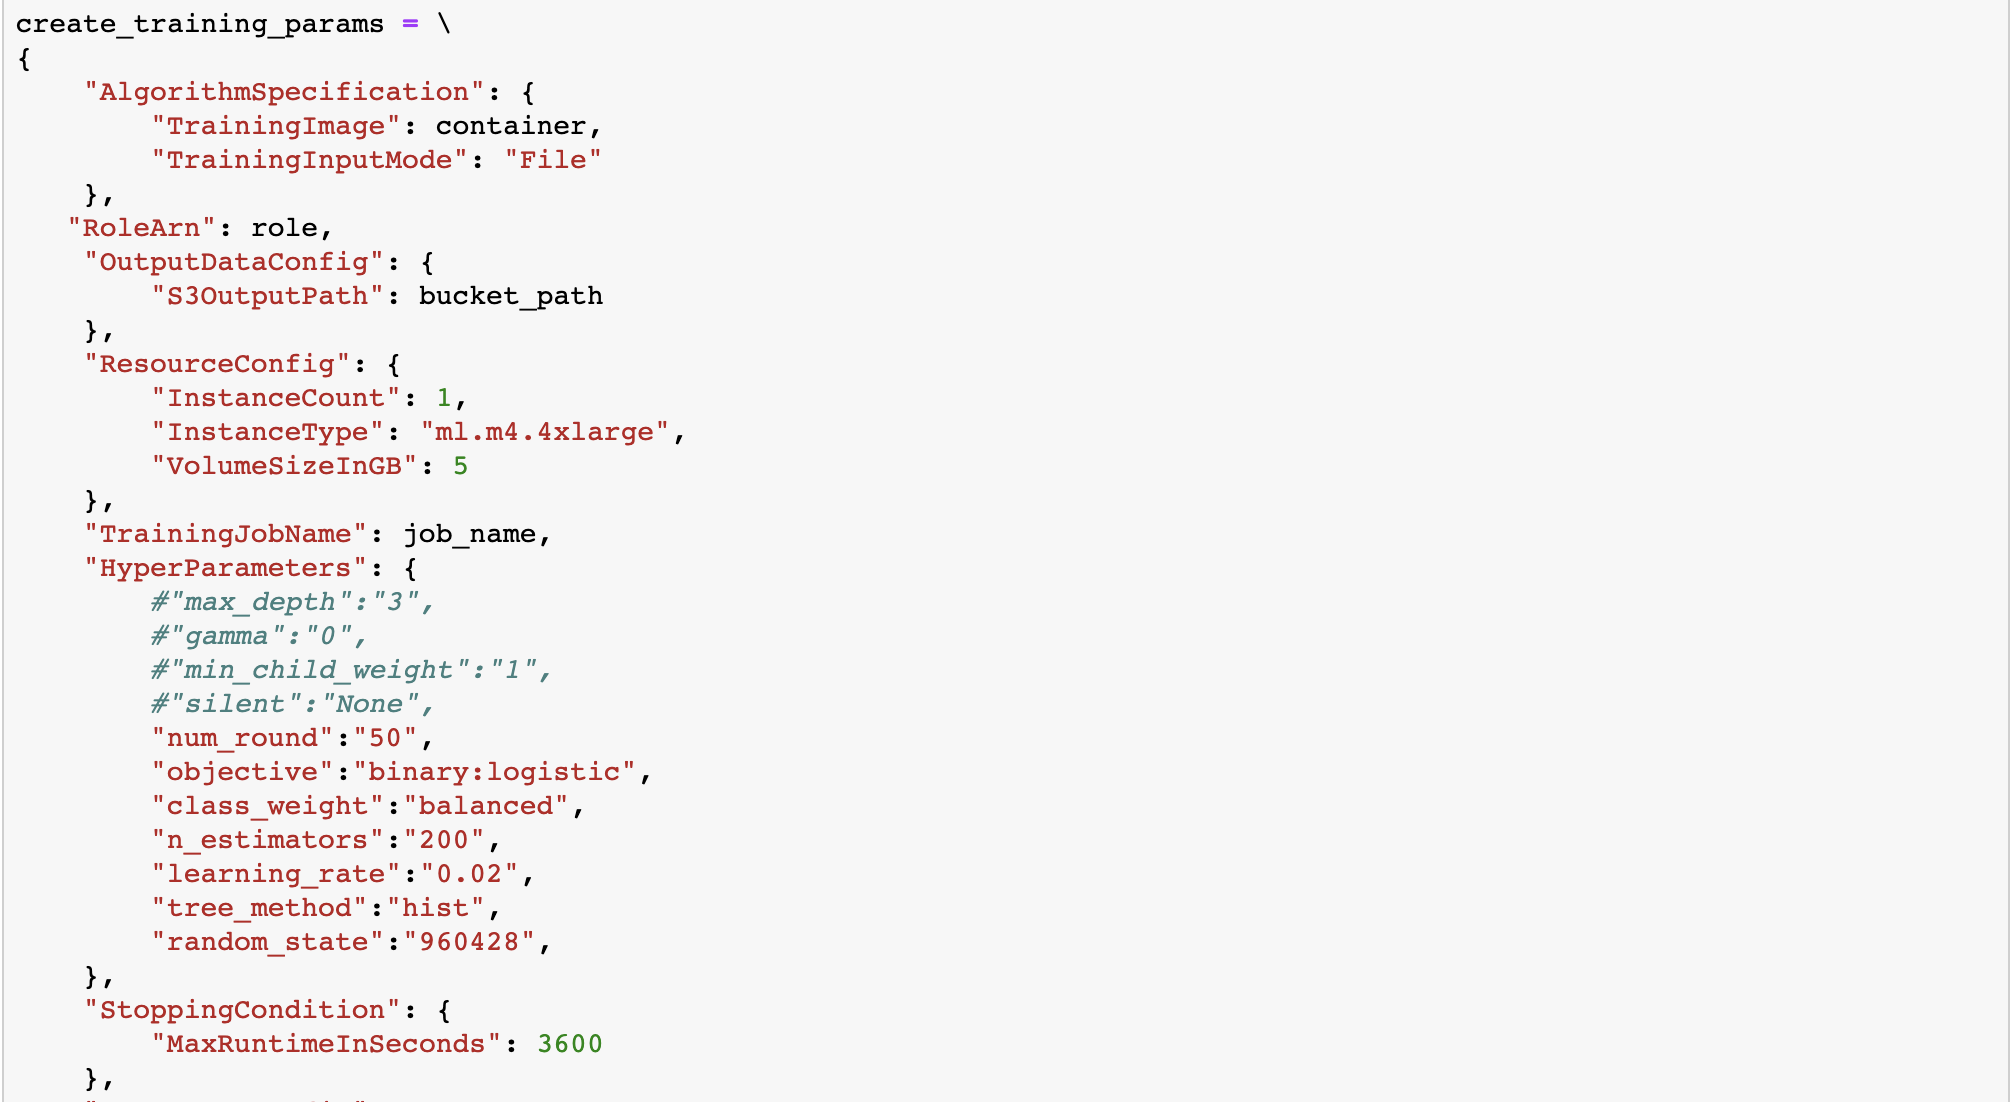 create_training_params = \
{
    "AlgorithmSpecification": {
        "TrainingImage": container,
        "TrainingInputMode": "File"
    },
   "RoleArn": role,
    "OutputDataConfig": {
        "S3OutputPath": bucket_path
    },
    "ResourceConfig": {
        "InstanceCount": 1,
        "InstanceType": "ml.m4.4xlarge",
        "VolumeSizeInGB": 5
    },
    "TrainingJobName": job_name,
    "HyperParameters": {
        #"max_depth":"3",
        #"gamma":"0",
        #"min_child_weight":"1",
        #"silent":"None",
        "num_round":"50",
        "objective":"binary:logistic",
        "class_weight":"balanced",
        "n_estimators":"200",
        "learning_rate":"0.02",
        "tree_method":"hist",
        "random_state":"960428",
    },
    "StoppingCondition": {
        "MaxRuntimeInSeconds": 3600
    },